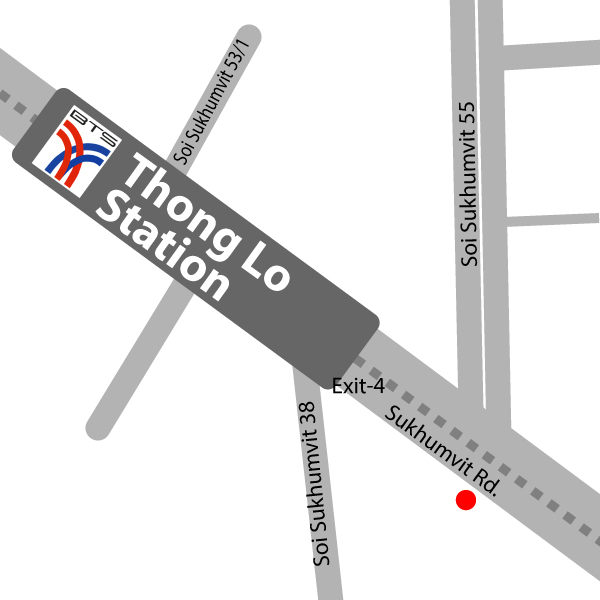 Soi Sukhumvit 53/1
BTS
Thong Lo
Station
Soi Sukhumvit 55
Exit-4
Sukhumvit Rd.
Soi Sukhumvit 38